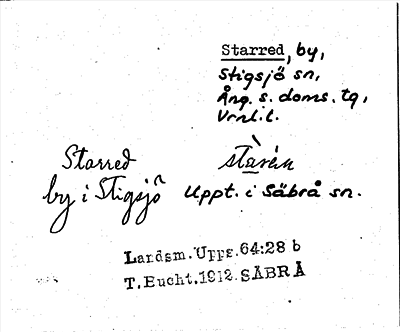 Starred, by,
Stigsjö sn,
Ång. s. doms. tg,
Vrnl.l.
Starred
by i Stigsjö
Uppt. i Säbrå sn.
Landsm. Upps. 64:28 b
T. Eucht. 1912. SÄBRÅ